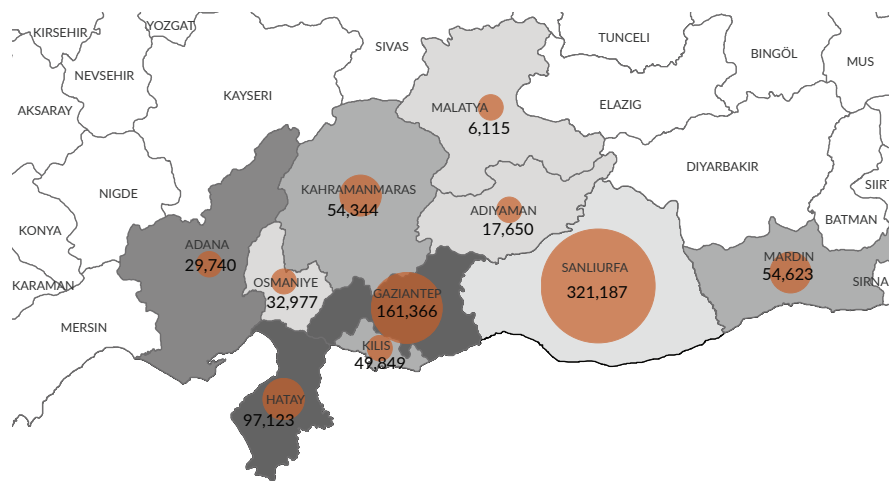 YOZGAT
KIRSEHIR
SIVAS
TUNCELI
BINGÖL
MUS
NEVSEHIR
KAYSERI
AKSARAY
MALATYA
6,115
ELAZIG
DIYARBAKIR
NIGDE
KAHRAMANMARAS
54,344
SIIRT
ADIYAMAN
17,650
BATMAN
KONYA
ADANA
29,740
SANLIURFA
321,187
MARDIN
54,623
SIRNA
KARAMAN
OSMANIYE
32,977
GAZIANTEP
161,366
MERSIN
KILIS
49,849
HATAY
97,123